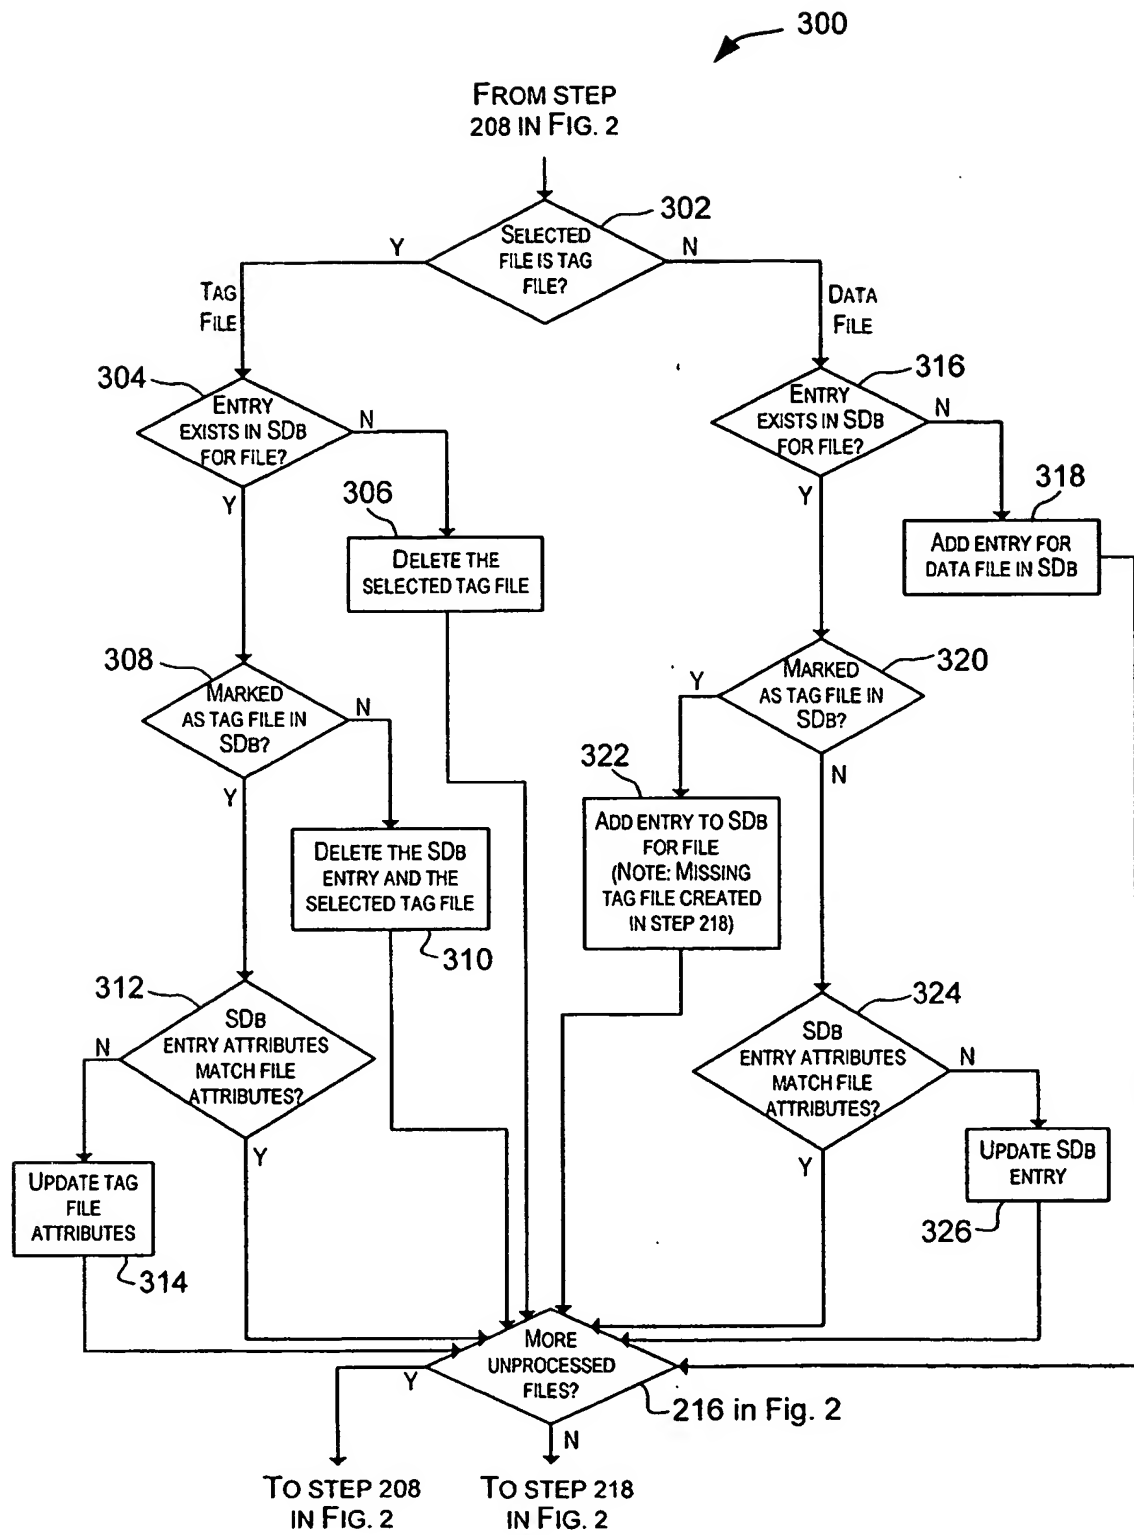 300
FROM STEP
208 IN FIG. 2
302
SELECTED
FILE IS TAG
FILE?
Y
N
TAG
FILE
DATA
FILE
304
ENTRY
EXISTS IN SDB
FOR FILE?
N
Y
316
ENTRY
EXISTS IN SDB
FOR FILE?
N
Y
306
DELETE THE
SELECTED TAG FILE
318
ADD ENTRY FOR
DATA FILE IN SDB
308
MARKED
AS TAG FILE IN
SDB?
N
Y
320
MARKED
AS TAG FILE IN
SDB?
Y
N
310
DELETE THE SDB
ENTRY AND THE
SELECTED TAG FILE
322
ADD ENTRY TO SDB
FOR FILE
(NOTE: MISSING
TAG FILE CREATED
IN STEP 218)
312
SDB
ENTRY ATTRIBUTES
MATCH FILE
ATTRIBUTES?
N
Y
324
SDB
ENTRY ATTRIBUTES
MATCH FILE
ATTRIBUTES?
N
Y
UPDATE TAG
FILE
ATTRIBUTES
314
UPDATE SDB
ENTRY
326
MORE
UNPROCESSED
FILES?
Y
N
216 in Fig. 2
TO STEP 208
IN FIG. 2
TO STEP 218
IN FIG. 2